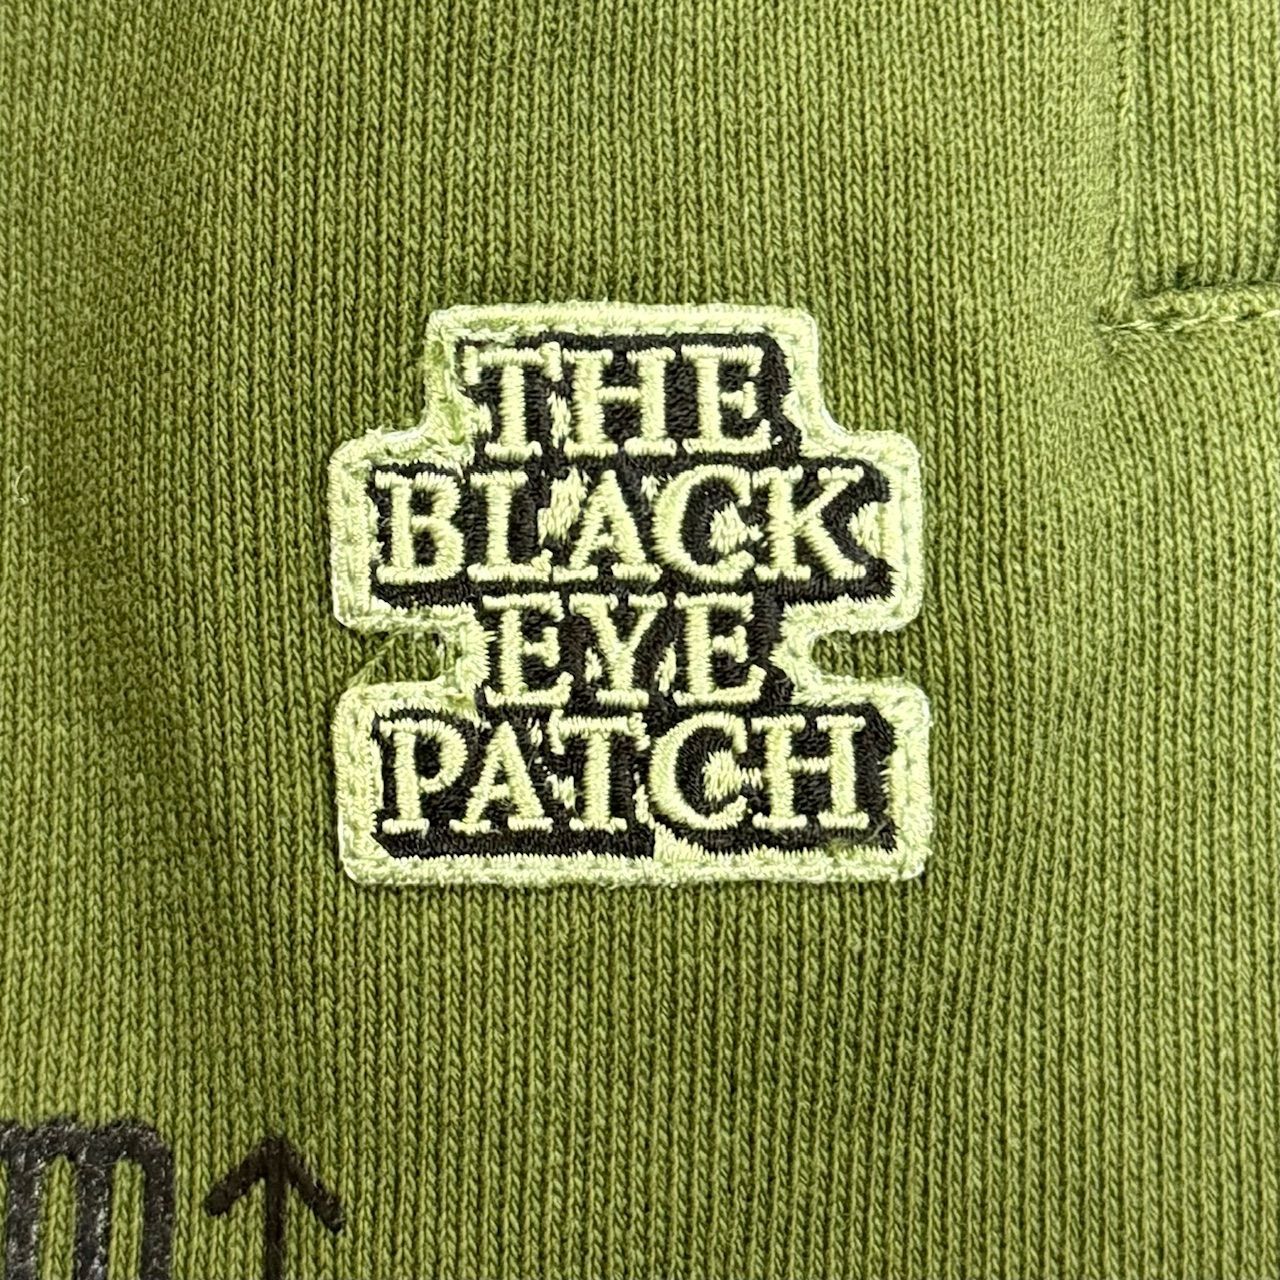 THE
BLACK
EYE
PATCH
m↑